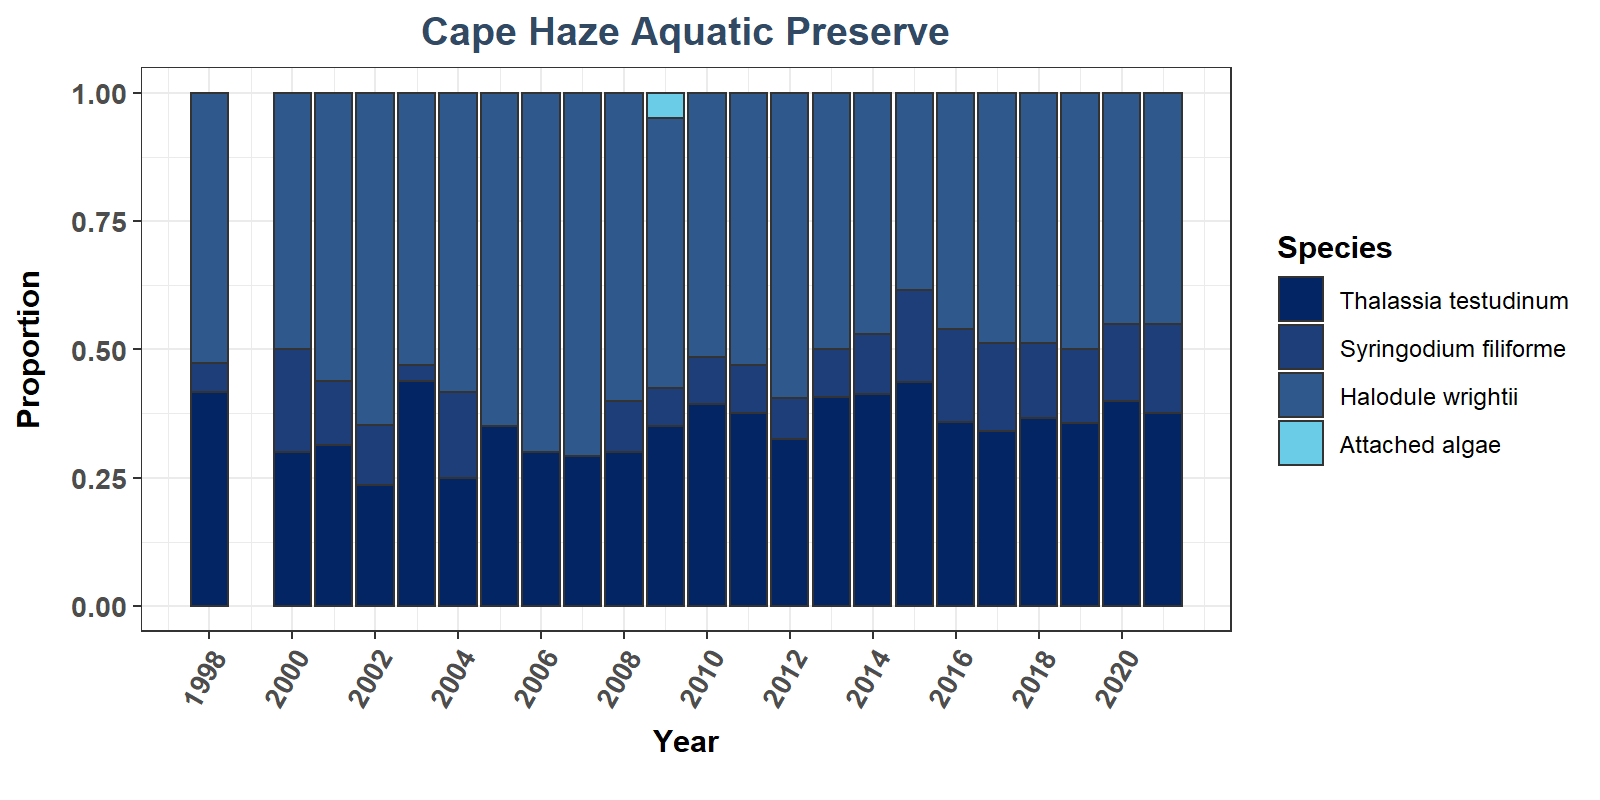 Cape Haze Aquatic Preserve
1.00
0.75
0.50
0.25
0.00
Proportion
1998
2000
2002
2004
2006
2008
2010
2012
2014
2016
2018
2020
Year
Species
Thalassia testudinum
Syringodium filiforme
Halodule wrightii
Attached algae